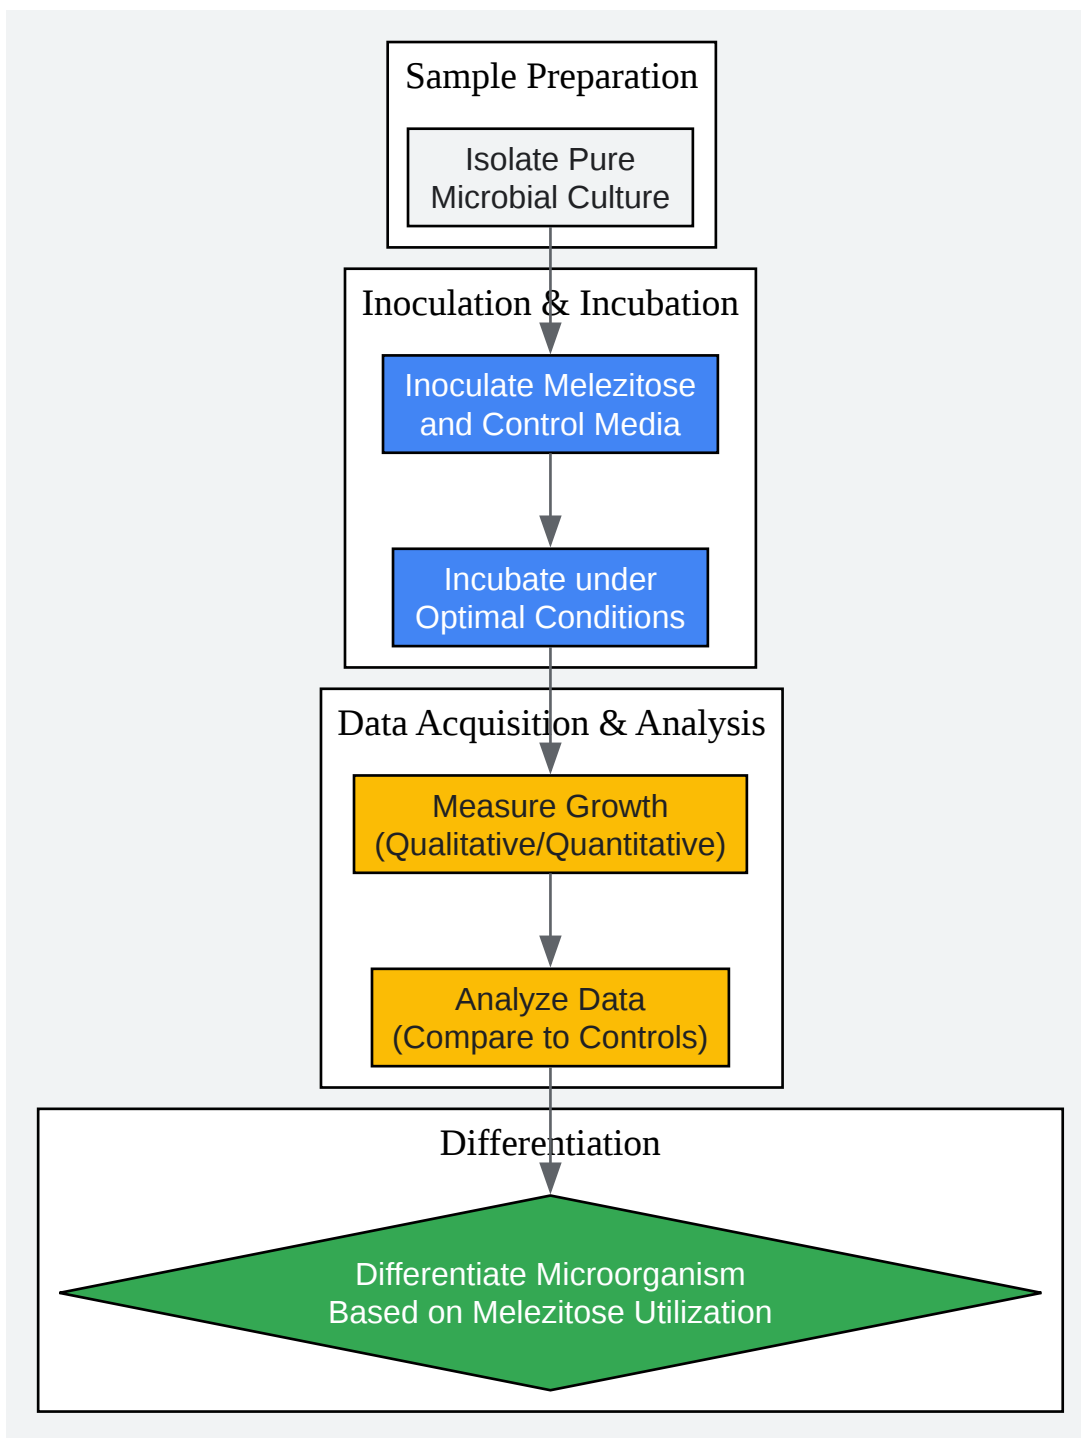 Sample Preparation
Isolate Pure
Microbial Culture
Inoculation & Incubation
Inoculate Melezitose
and Control Media
Incubate under
Optimal Conditions
Data Acquisition & Analysis
Measure Growth
(Qualitative/Quantitative)
Analyze Data
(Compare to Controls)
Differentiation
Differentiate Microorganism
Based on Melezitose Utilization